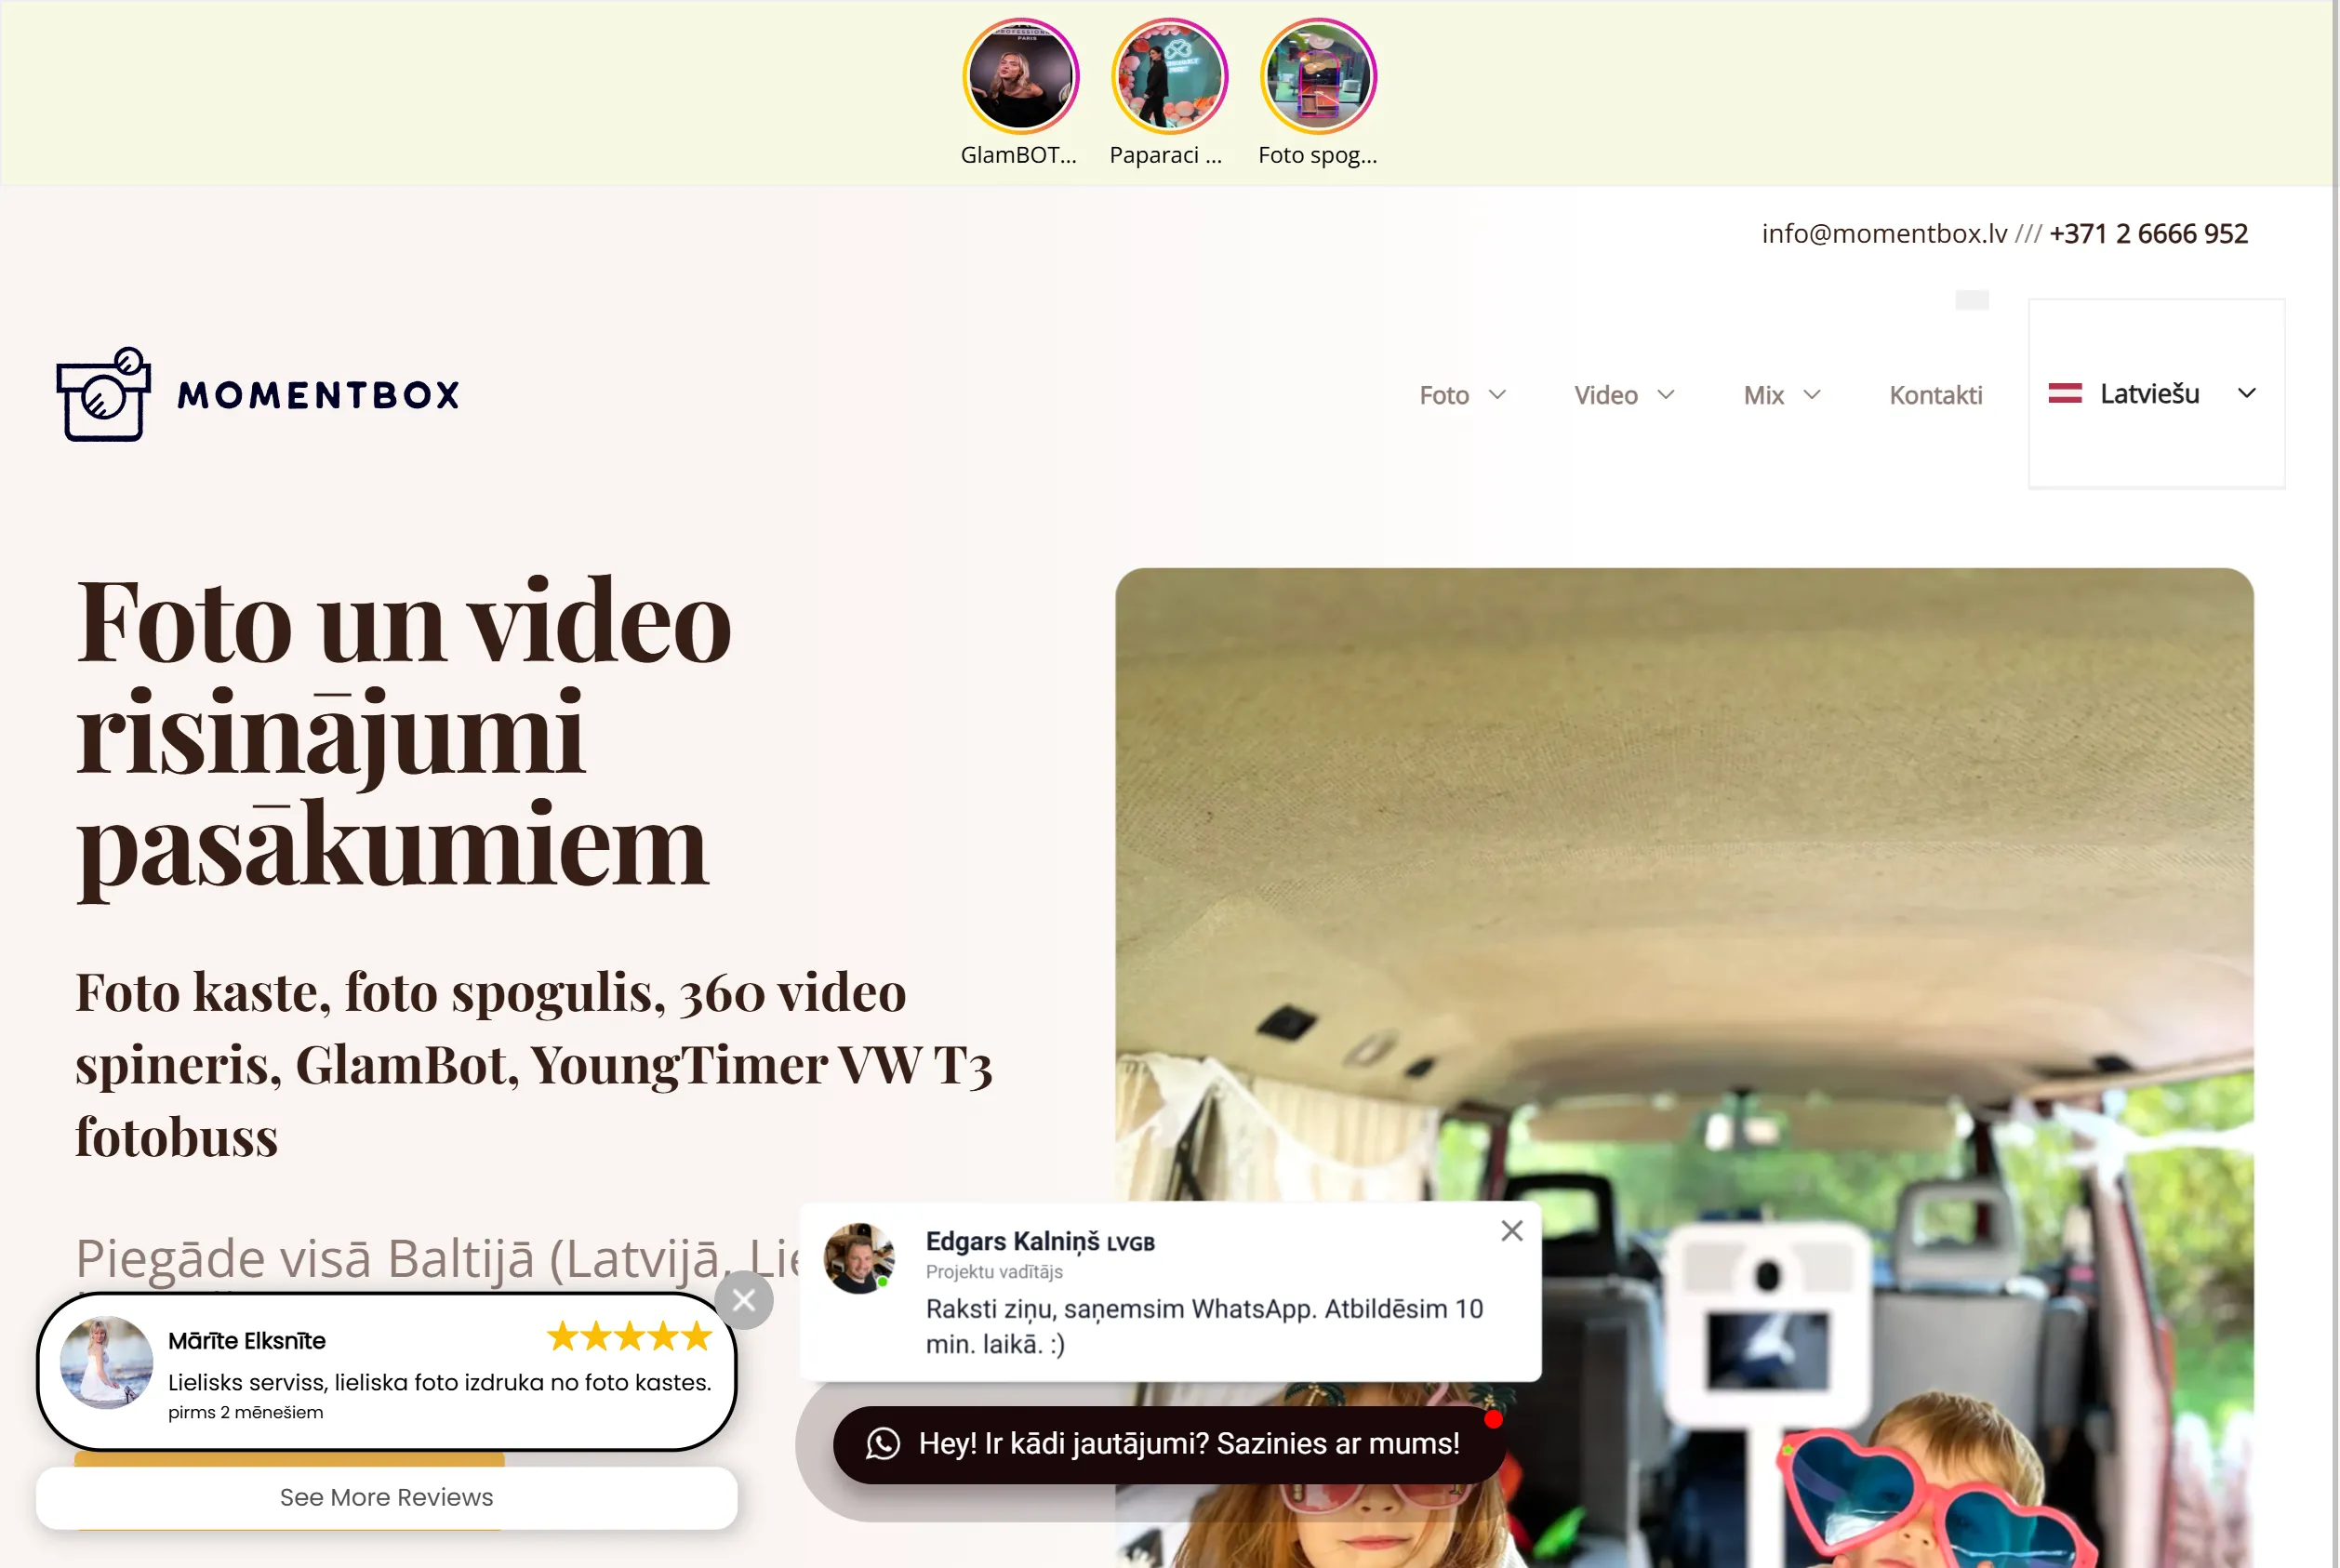 PROFESSIONNEL
PARIS
GlamBOT...
Paparaci ...
Foto spog...
info@momentbox.lv /// +371 2 6666 952
MOMENTBOX
Foto
Video
Mix
Kontakti
Latviešu
Foto un video
risinājumi
pasākumiem
Foto kaste, foto spogulis, 360 video
spineris, GlamBot, YoungTimer VW T3
fotobuss
Piegāde visā Baltijā (Latvijā,
Edgars Kalniņš LVGB
Projektu vadītājs
Raksti ziņu, saņemsim WhatsApp. Atbildēsim 10
min. laikā. :)
Mārīte Elksnīte
Lielisks serviss, lieliska foto izdruka no foto kastes.
pirms 2 mēnešiem
Hey! Ir kādi jautājumi? Sazinies ar mums!
See More Reviews